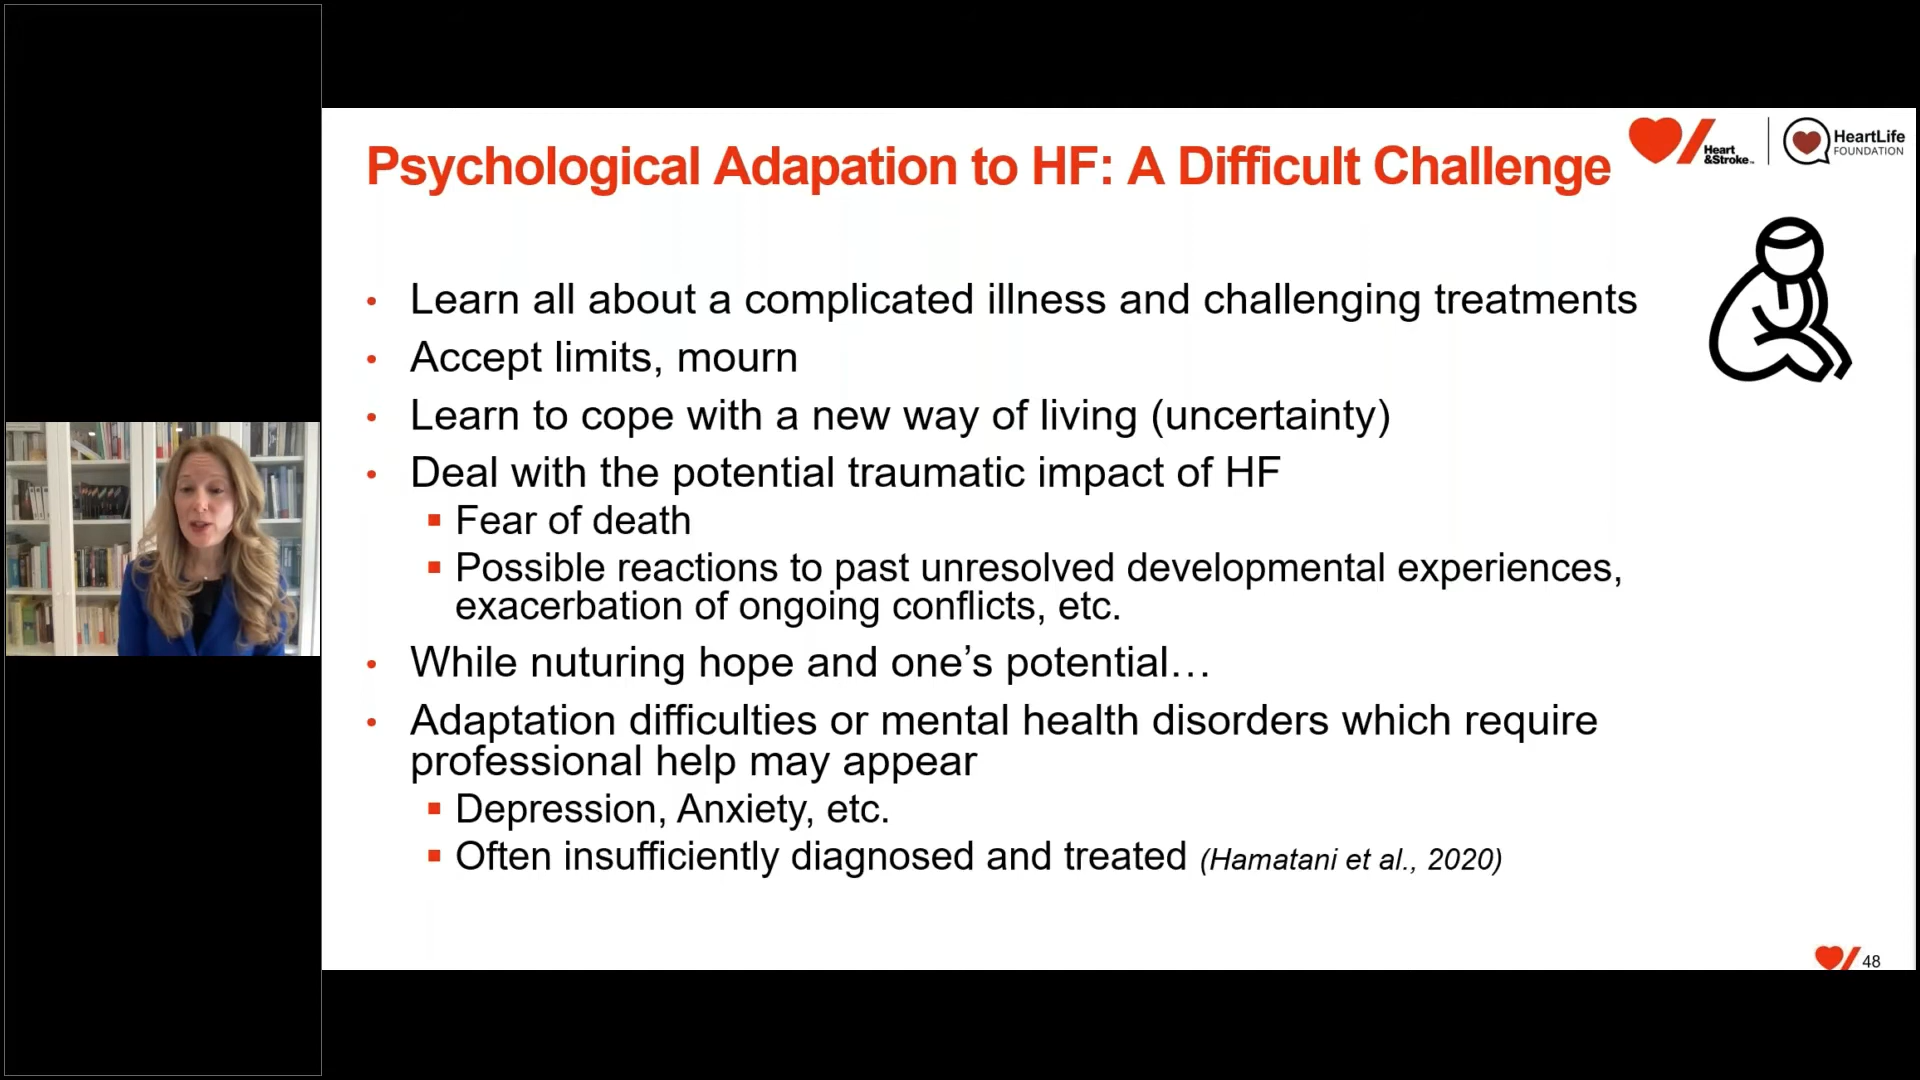 Psychological Adapation to HF: A Difficult Challenge
Heart
&Stroke™
HeartLife
FOUNDATION
• Learn all about a complicated illness and challenging treatments
• Accept limits, mourn
• Learn to cope with a new way of living (uncertainty)
• Deal with the potential traumatic impact of HF
▪ Fear of death
▪ Possible reactions to past unresolved developmental experiences,
exacerbation of ongoing conflicts, etc.
• While nuturing hope and one’s potential…
• Adaptation difficulties or mental health disorders which require
professional help may appear
▪ Depression, Anxiety, etc.
▪ Often insufficiently diagnosed and treated (Hamatani et al., 2020)
48